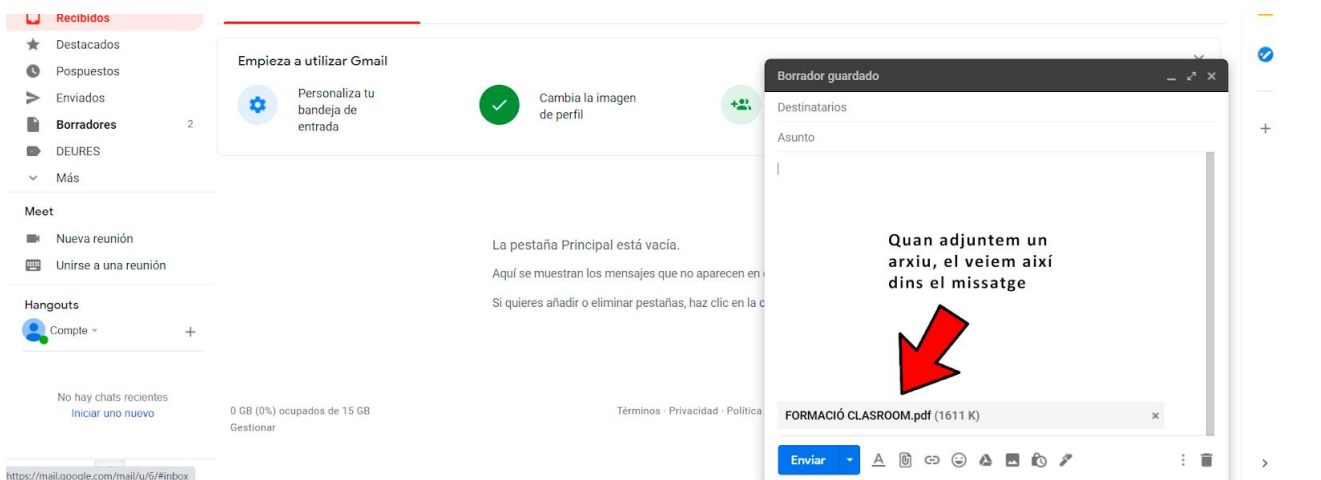 Recibidos
Destacados
Pospuestos
Enviados
Borradores 2
DEURES
Más
Meet
Nueva reunión
Unirse a una reunión
Hangouts
Compte
No hay chats recientes
Iniciar uno nuevo
https://mail.google.com/mail/u/6/#inbox
Empieza a utilizar Gmail
Personaliza tu
bandeja de
entrada
Cambia la imagen
de perfil
La pestaña Principal está vacía.
Aquí se muestran los mensajes que no aparecen en
Si quieres añadir o eliminar pestañas, haz clic en la
0 GB (0%) ocupados de 15 GB
Gestionar
Términos · Privacidad · Política
Borrador guardado
Destinatarios
Asunto
Quan adjuntem un
arxiu, el veiem així
dins el missatge
FORMACIÓ CLASROOM.pdf (1611 K)
Enviar